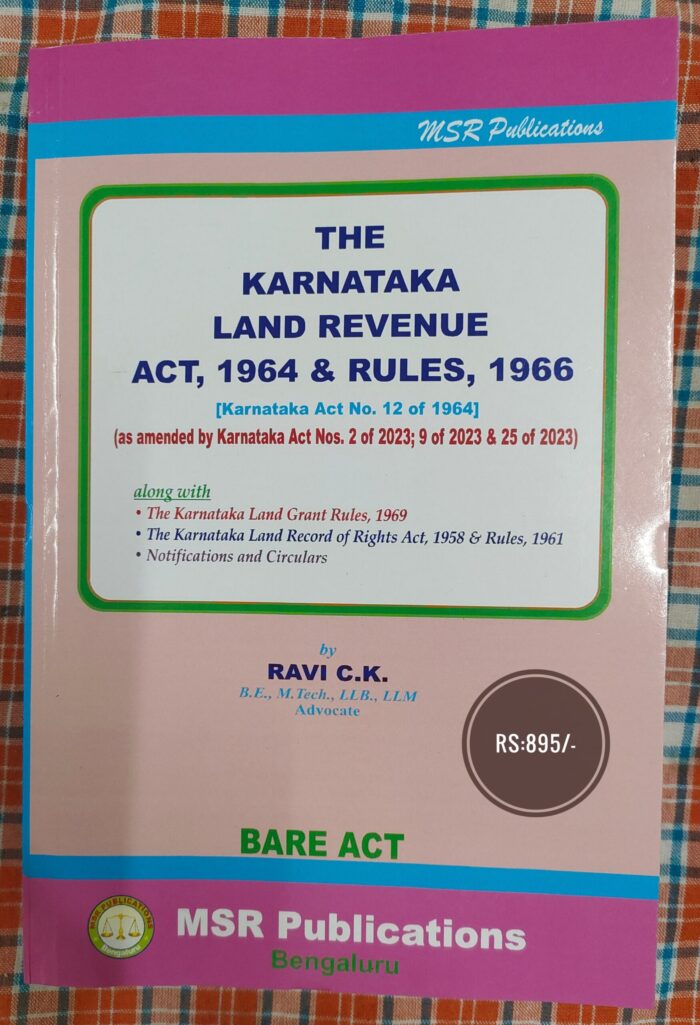 MSR Publications
THE
KARNATAKA
LAND REVENUE
ACT, 1964 & RULES, 1966
[Karnataka Act No. 12 of 1964]
(as amended by Karnataka Act Nos. 2 of 2023; 9 of 2023 & 25 of 2023)
along with
• The Karnataka Land Grant Rules, 1969
• The Karnataka Land Record of Rights Act, 1958 & Rules, 1961
• Notifications and Circulars
by
RAVI C.K.
B.E., M.Tech., LLB., LLM
Advocate
RS:895/-
BARE ACT
MSR PUBLICATIONS
Bengaluru
MSR Publications
Bengaluru